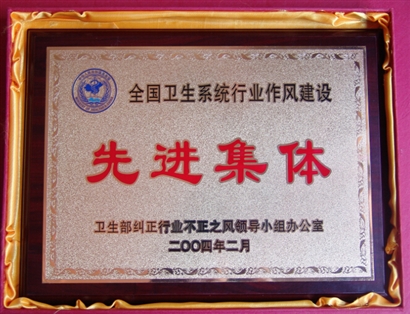 全国卫生系统行业作风建设
先进集体
卫生部纠正行业不正之风领导小组办公室
二〇〇四年二月